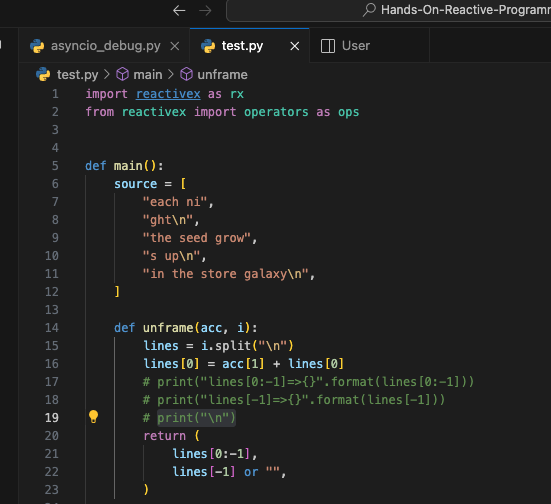 Hands-On-Reactive-Programm
asyncio_debug.py test.py User
test.py > main > unframe
1 import reactivex as rx
2 from reactivex import operators as ops
3
4
5 def main():
6     source = [
7         "each ni",
8         "ght\n",
9         "the seed grow",
10         "s up\n",
11         "in the store galaxy\n",
12     ]
13
14     def unframe(acc, i):
15         lines = i.split("\n")
16         lines[0] = acc[1] + lines[0]
17         # print("lines[0:-1]=>{}".format(lines[0:-1]))
18         # print("lines[-1]=>{}".format(lines[-1]))
19         # print("\n")
20         return (
21             lines[0:-1],
22             lines[-1] or "",
23         )